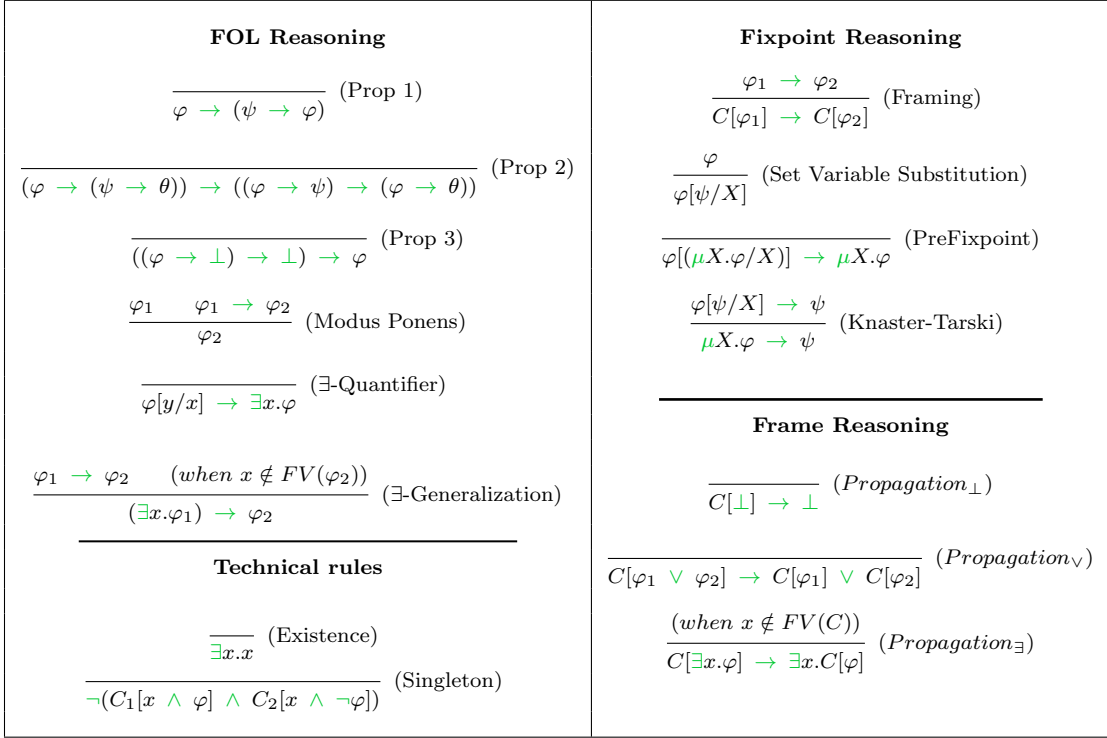 FOL Reasoning
φ → (ψ → φ) (Prop 1)
(φ → (ψ → θ)) → ((φ → ψ) → (φ → θ)) (Prop 2)
((φ → ⊥) → ⊥) → φ (Prop 3)
φ₁ φ₁ → φ₂
φ₂ (Modus Ponens)
φ[y/x] → ∃x.φ (∃-Quantifier)
φ₁ → φ₂ (when x ∉ FV(φ₂))
(∃x.φ₁) → φ₂ (∃-Generalization)
Technical rules
∃x.x (Existence)
¬(C₁[x ∧ φ] ∧ C₂[x ∧ ¬φ]) (Singleton)
Fixpoint Reasoning
φ₁ → φ₂
C[φ₁] → C[φ₂] (Framing)
φ
φ[ψ/X] (Set Variable Substitution)
φ[(μX.φ/X)] → μX.φ (PreFixpoint)
φ[ψ/X] → ψ
μX.φ → ψ (Knaster-Tarski)
Frame Reasoning
C[⊥] → ⊥ (Propagation⊥)
C[φ₁ ∨ φ₂] → C[φ₁] ∨ C[φ₂] (Propagation∨)
(when x ∉ FV(C))
C[∃x.φ] → ∃x.C[φ] (Propagation∃)